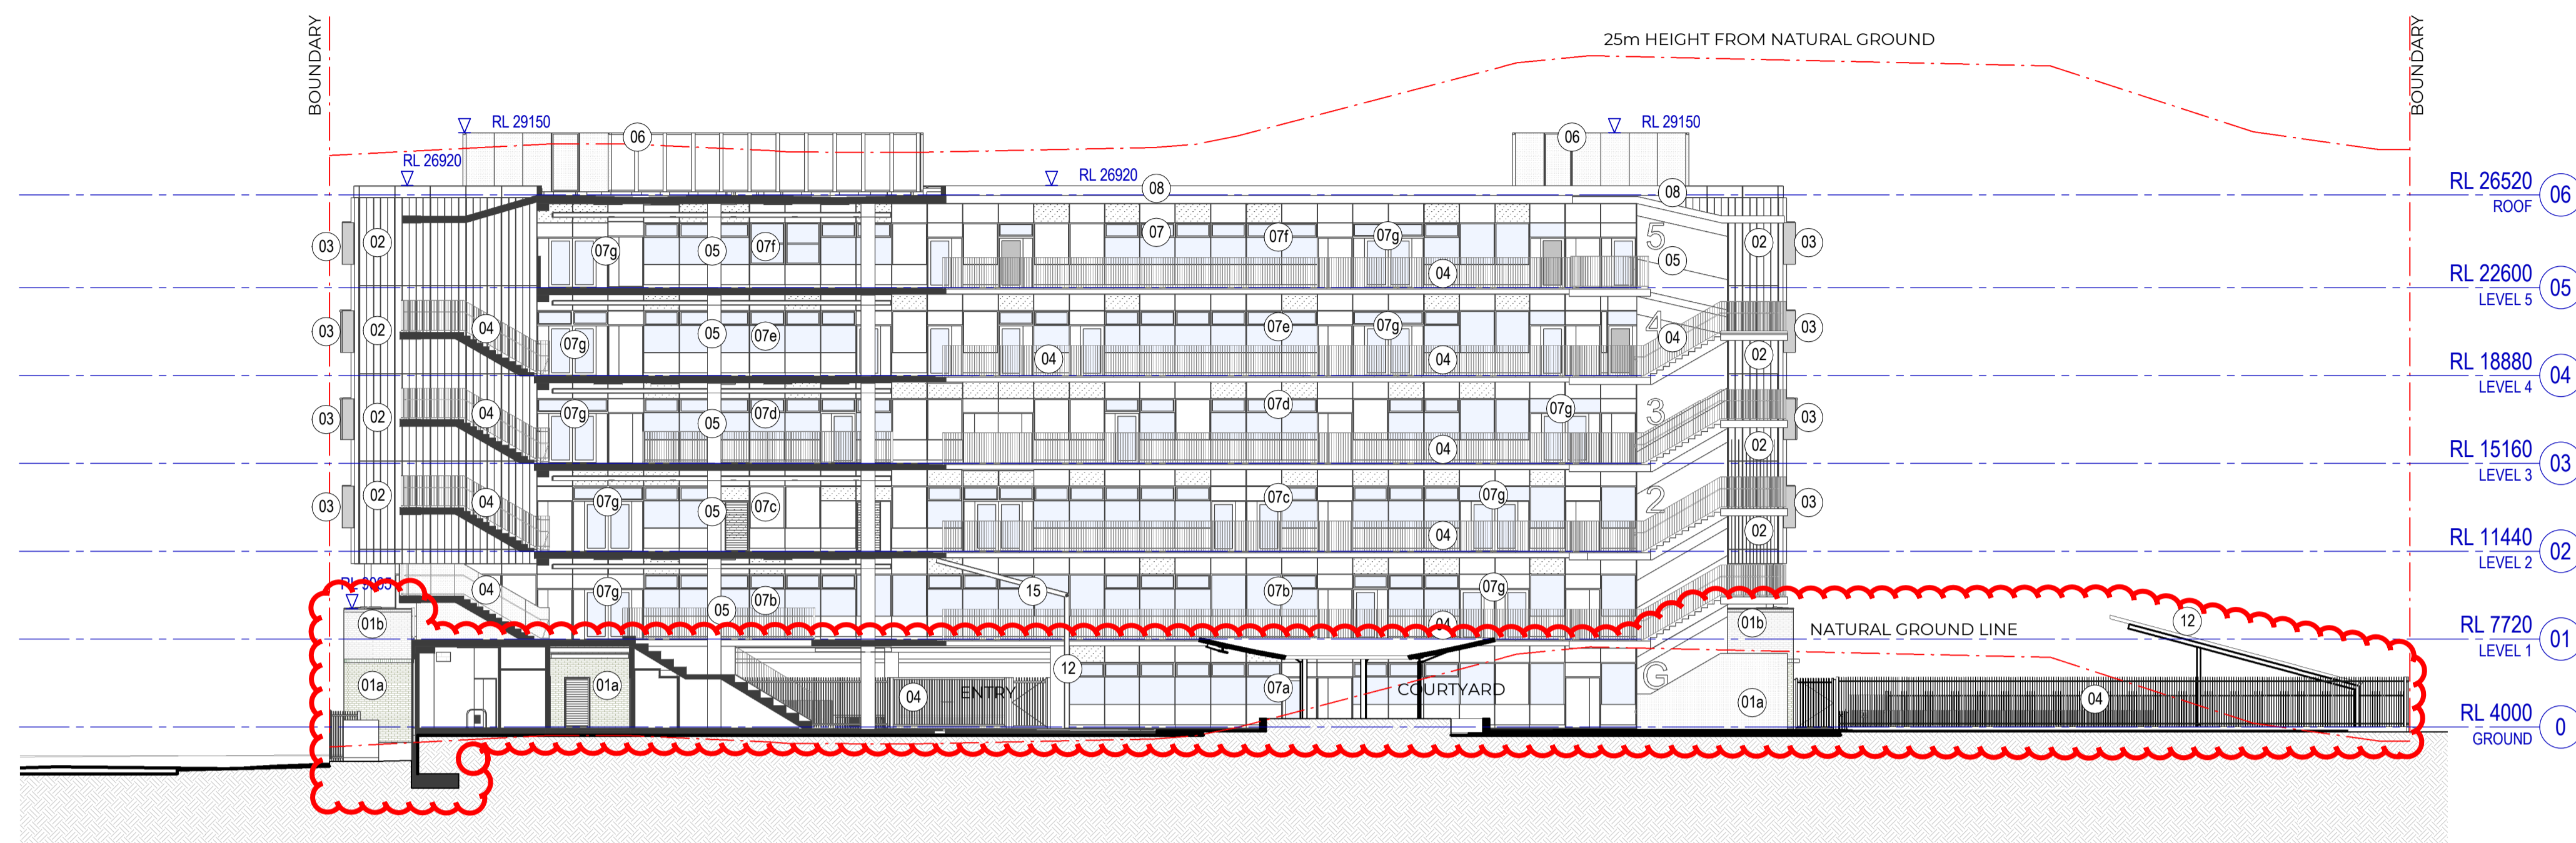 BOUNDARY
25m HEIGHT FROM NATURAL GROUND
BOUNDARY
RL 29150
06
06
RL 29150
RL 26920
RL 26920
08
08
RL 26520
ROOF
06
03
02
07g
05
07f
07
07f
07g
04
5
05
02
03
RL 22600
LEVEL 5
05
03
02
04
07g
05
07e
04
07e
07g
04
4
04
02
03
RL 18880
LEVEL 4
04
03
02
04
07g
05
07d
07d
04
07g
3
02
03
RL 15160
LEVEL 3
03
03
02
04
07g
05
07c
07c
04
07g
2
02
03
RL 11440
LEVEL 2
02
04
07g
05
07b
15
07b
04
07g
01b
01b
NATURAL GROUND LINE
12
RL 7720
LEVEL 1
01
01a
01a
04
ENTRY
12
07a
COURTYARD
G
01a
04
RL 4000
GROUND
0